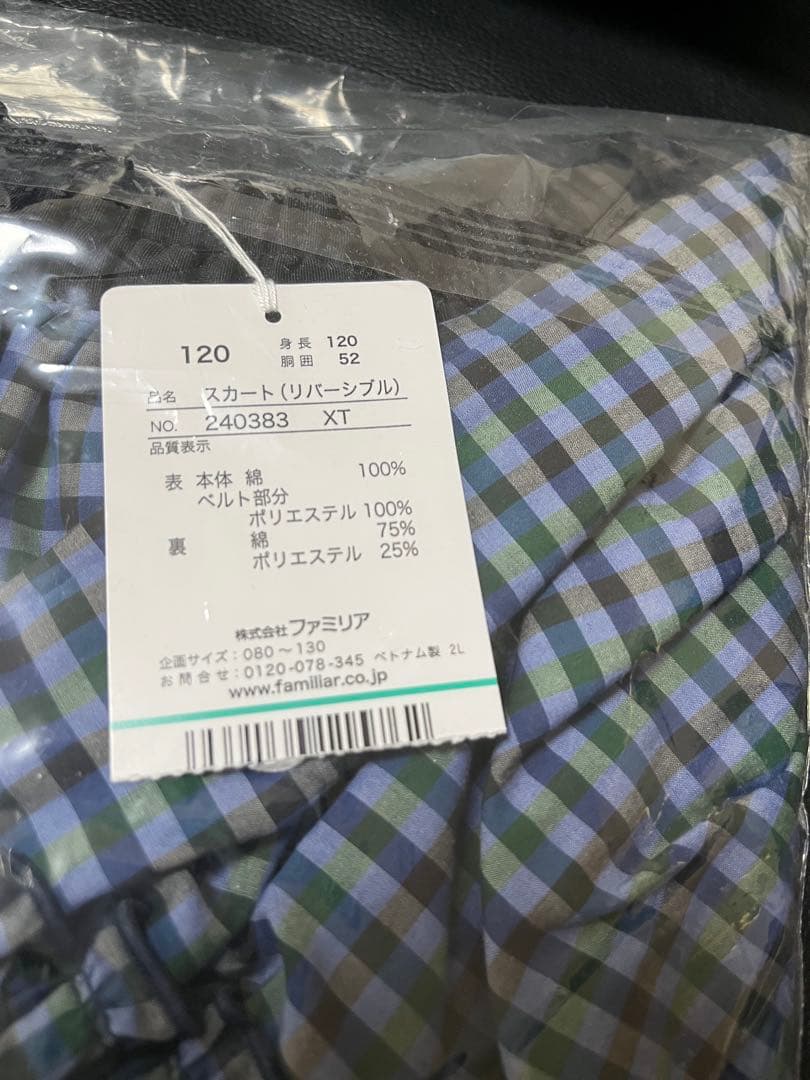 120 身長 120
胴囲 52
品名 スカート(リバーシブル)
NO. 240383 XT
品質表示
表 本体 綿 100%
ベルト部分
ポリエステル 100%
裏 綿 75%
ポリエステル 25%
株式会社ファミリア
企画サイズ:080～130
お問合せ:0120-078-345 ベトナム製 2L
www.familiar.co.jp